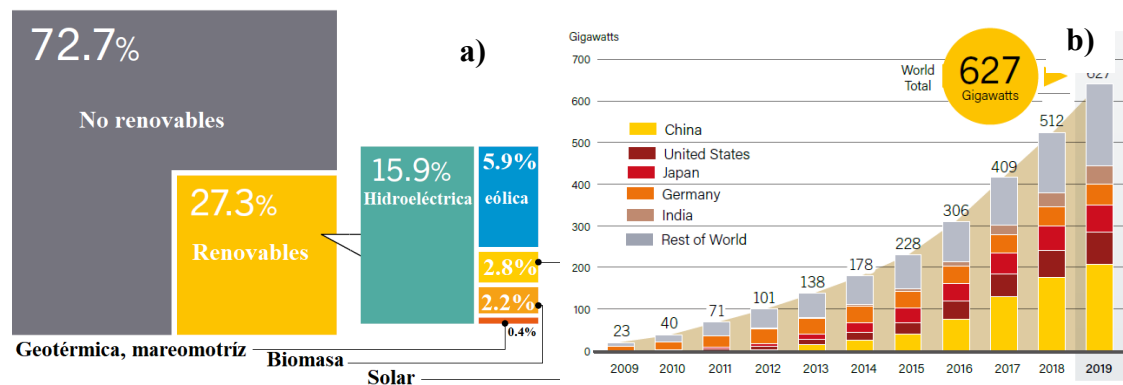 72.7%
No renovables
27.3%
Renovables
a)
15.9%
Hidroeléctrica
5.9%
eólica
2.8%
2.2%
0.4%
Geotérmica, mareomotríz
Biomasa
Solar
b)
Gigawatts
700
600
500
400
300
200
100
0
World
Total
627
Gigawatts
China
United States
Japan
Germany
India
Rest of World
23
40
71
101
138
178
228
306
409
512
627
2009
2010
2011
2012
2013
2014
2015
2016
2017
2018
2019